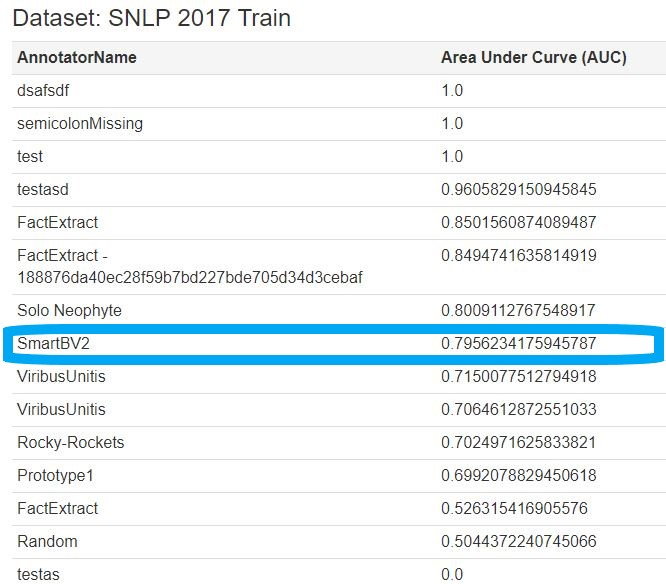 Dataset: SNLP 2017 Train
AnnotatorName Area Under Curve (AUC)
dsafsdf 1.0
semicolonMissing 1.0
test 1.0
testasd 0.9605829150945845
FactExtract 0.8501560874089487
FactExtract - 0.8494741635814919
188876da40ec28f59b7bd227bde705d34d3cebaf
Solo Neophyte 0.8009112767548917
SmartBV2 0.7956234175945787
ViribusUnitis 0.7150077512794918
ViribusUnitis 0.7064612872551033
Rocky-Rockets 0.7024971625833821
Prototype1 0.6992078829450618
FactExtract 0.526315416905576
Random 0.5044372240745066
testas 0.0